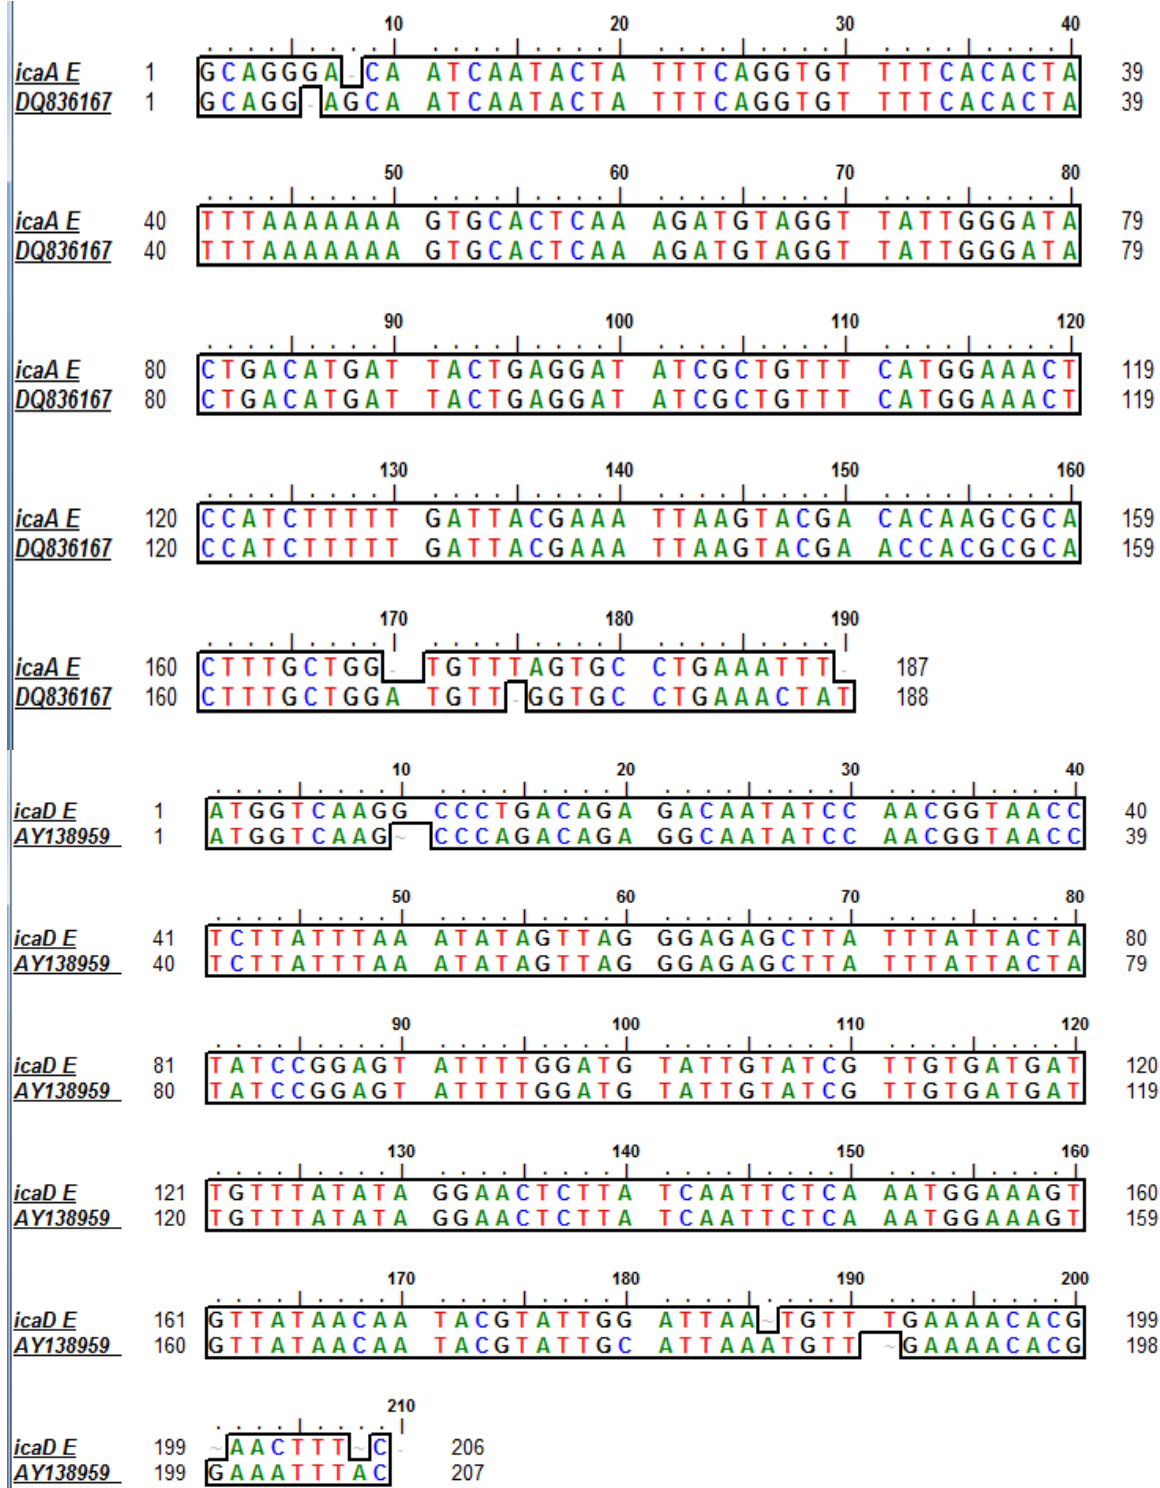 10 20 30 40
icaA E 1 GCAGGGA-CA ATCAATACTA TTTCAGGTGT TTTCACACTA 39
DQ836167 1 GCAGG-AGCA ATCAATACTA TTTCAGGTGT TTTCACACTA 39
50 60 70 80
icaA E 40 TTTAAAAAAA GTGCACTCAA AGATGTAGGT TATTGGGATA 79
DQ836167 40 TTTAAAAAAA GTGCACTCAA AGATGTAGGT TATTGGGATA 79
90 100 110 120
icaA E 80 CTGACATGAT TACTGAGGAT ATCGCTGTTT CATGGAAACT 119
DQ836167 80 CTGACATGAT TACTGAGGAT ATCGCTGTTT CATGGAAACT 119
130 140 150 160
icaA E 120 CCATCTTTTT GATTACGAAA TTAAGTACGA CACAAGCGCA 159
DQ836167 120 CCATCTTTTT GATTACGAAA TTAAGTACGA ACCACGCGCA 159
170 180 190
icaA E 160 CTTTGCTGG- TGTTTAGTGC CTGAAATTT- 187
DQ836167 160 CTTTGCTGGA TGTT-GGTGC CTGAAACTAT 188
10 20 30 40
icaD E 1 ATGGTCAAGG CCCTGACAGA GACAATATCC AACGGTAACC 40
AY138959 1 ATGGTCAAG~ CCCAGACAGA GGCAATATCC AACGGTAACC 39
50 60 70 80
icaD E 41 TCTTATTTAA ATATAGTTAG GGAGAGCTTA TTTATTACTA 80
AY138959 40 TCTTATTTAA ATATAGTTAG GGAGAGCTTA TTTATTACTA 79
90 100 110 120
icaD E 81 TATCCGGAGT ATTTTGGATG TATTGTATCG TTGTGATGAT 120
AY138959 80 TATCCGGAGT ATTTTGGATG TATTGTATCG TTGTGATGAT 119
130 140 150 160
icaD E 121 TGTTTATATA GGAACTCTTA TCAATTCTCA AATGGAAAGT 160
AY138959 120 TGTTTATATA GGAACTCTTA TCAATTCTCA AATGGAAAGT 159
170 180 190 200
icaD E 161 GTTATAACAA TACGTATTGG ATTAA~TGTT TGAAAACACG 199
AY138959 160 GTTATAACAA TACGTATTGC ATTAAATGTT ~GAAAACACG 198
210
icaD E 199 ~AACTTT~C- 206
AY138959 199 GAAATTTAC 207